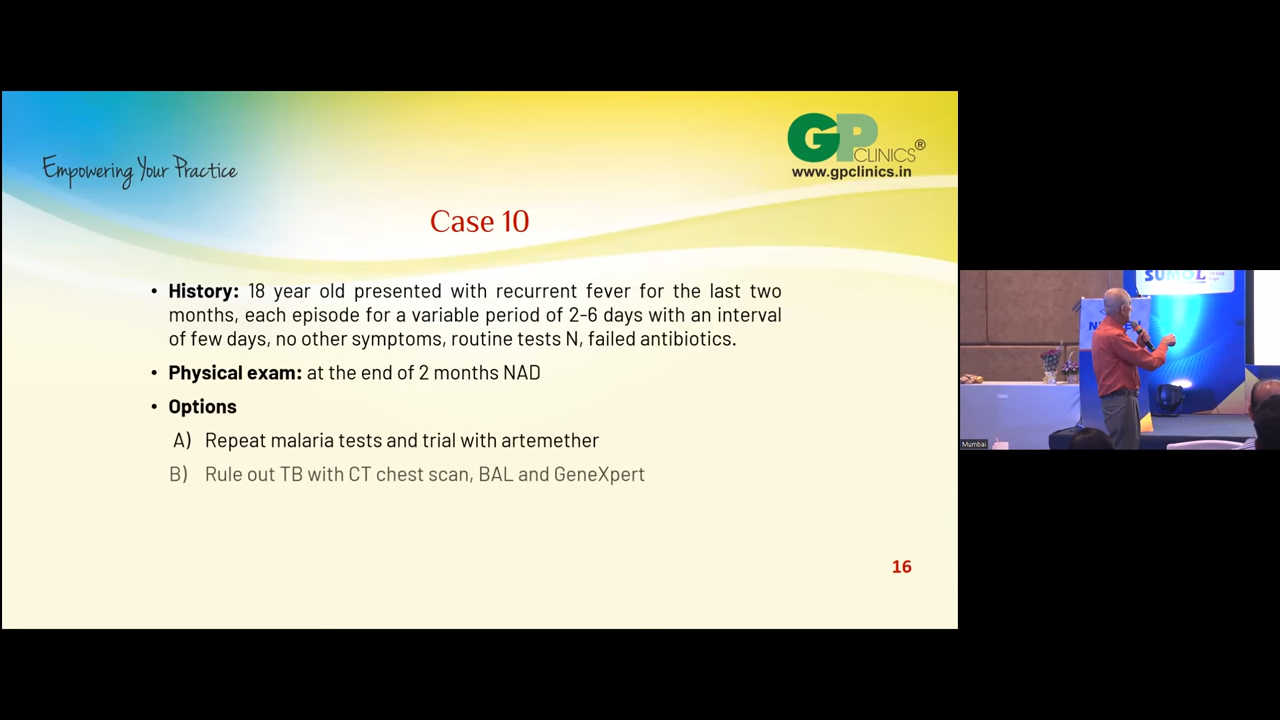 Empowering Your Practice
GP
CLINICS®
www.gpclinics.in
Case 10
• History: 18 year old presented with recurrent fever for the last two
months, each episode for a variable period of 2-6 days with an interval
of few days, no other symptoms, routine tests N, failed antibiotics.
• Physical exam: at the end of 2 months NAD
• Options
A) Repeat malaria tests and trial with artemether
B) Rule out TB with CT chest scan, BAL and GeneXpert
16
SUMOL
Mumbai